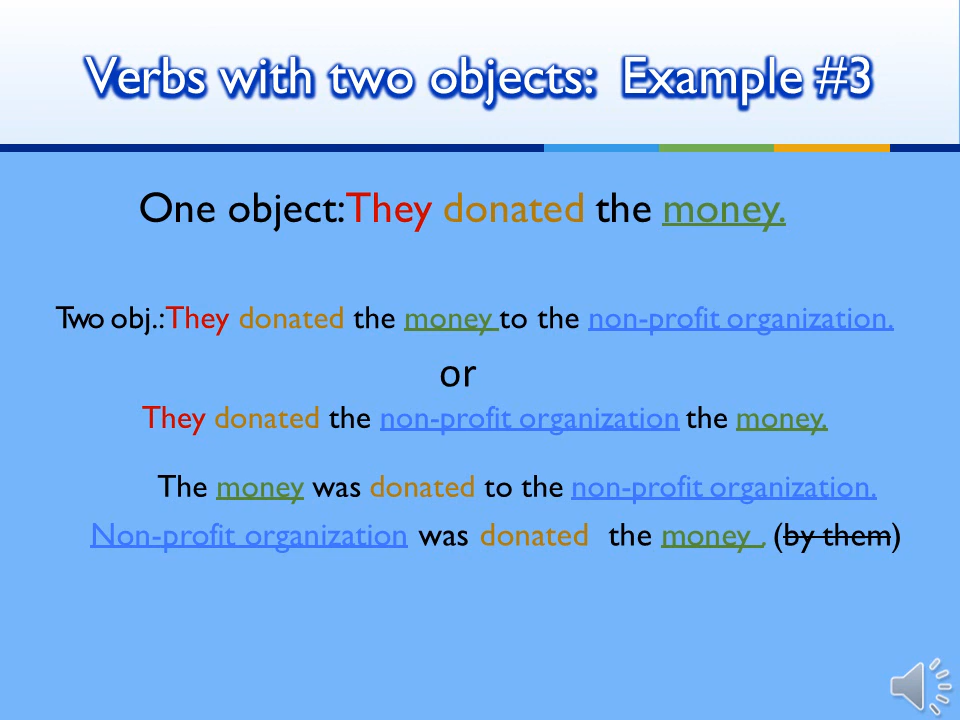 Verbs with two objects: Example #3
One object: They donated the money.
Two obj.: They donated the money to the non-profit organization.
or
They donated the non-profit organization the money.
The money was donated to the non-profit organization.
Non-profit organization was donated the money . (by them)